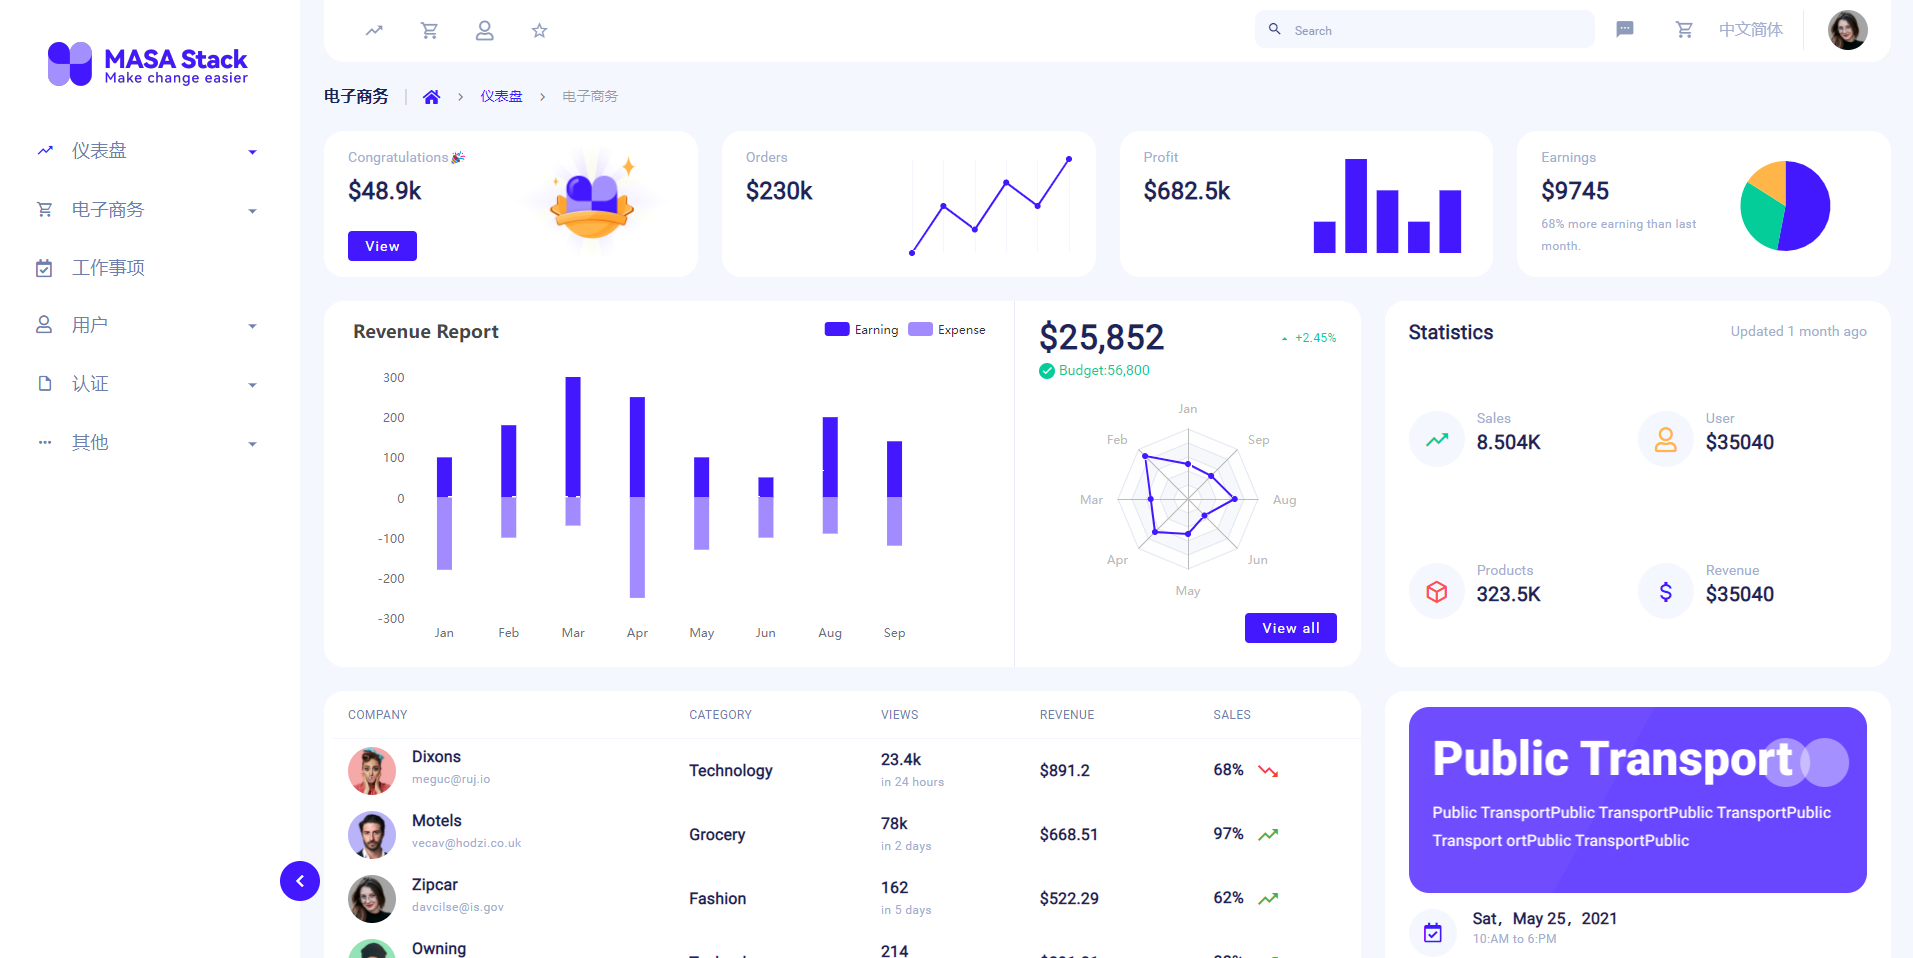 MASA Stack
Make change easier
仪表盘
电子商务
工作事项
用户
认证
其他
Search
中文简体
电子商务
仪表盘
电子商务
Congratulations
$48.9k
View
Orders
$230k
Profit
$682.5k
Earnings
$9745
68% more earning than last
month.
Revenue Report
Earning
Expense
300
200
100
0
-100
-200
-300
Jan
Feb
Mar
Apr
May
Jun
Aug
Sep
$25,852
+2.45%
Budget:56,800
Jan
Feb
Sep
Mar
Aug
Apr
Jun
May
View all
Statistics
Updated 1 month ago
Sales
8.504K
User
$35040
Products
323.5K
Revenue
$35040
COMPANY CATEGORY VIEWS REVENUE SALES
Dixons
meguc@ruj.io
Technology
23.4k
in 24 hours
$891.2
68%
Motels
vecav@hodzi.co.uk
Grocery
78k
in 2 days
$668.51
97%
Zipcar
davcilse@is.gov
Fashion
162
in 5 days
$522.29
62%
Owning
214
Public Transport
Public TransportPublic TransportPublic TransportPublic
Transport ortPublic TransportPublic
Sat，May 25，2021
10:AM to 6:PM